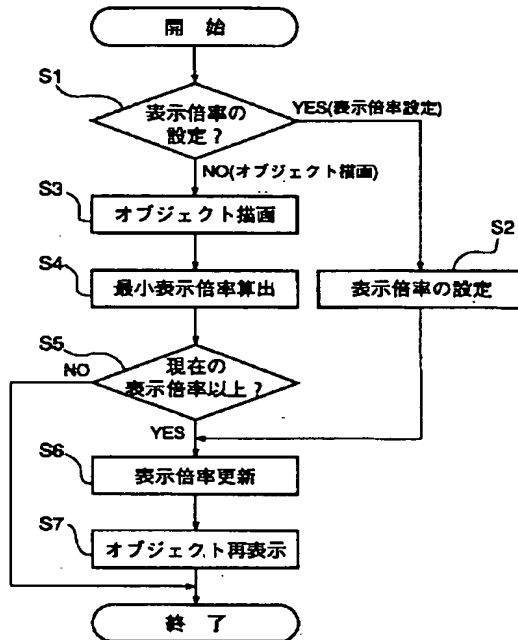 開 始
S1
表示倍率の
設定?
YES(表示倍率設定)
NO(オブジェクト描画)
S3
オブジェクト描画
S2
表示倍率の設定
S4
最小表示倍率算出
S5
NO
現在の
表示倍率以上?
YES
S6
表示倍率更新
S7
オブジェクト再表示
終 了